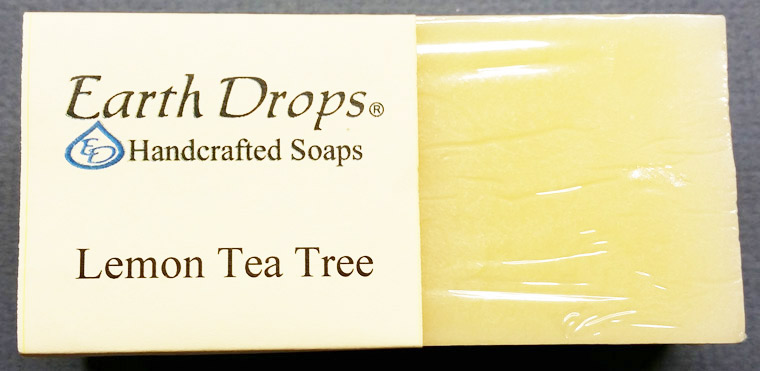 Earth Drops®
ED Handcrafted Soaps
Lemon Tea Tree